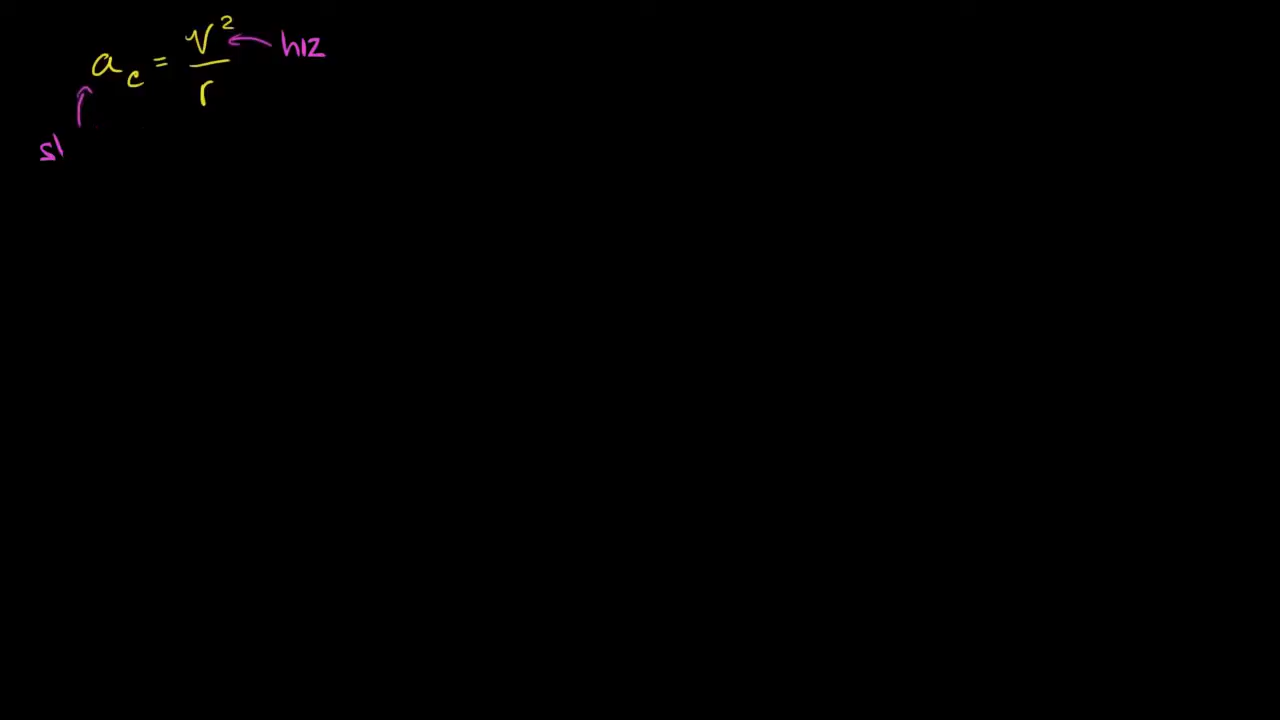 a_c = v²/r ← hız
sı